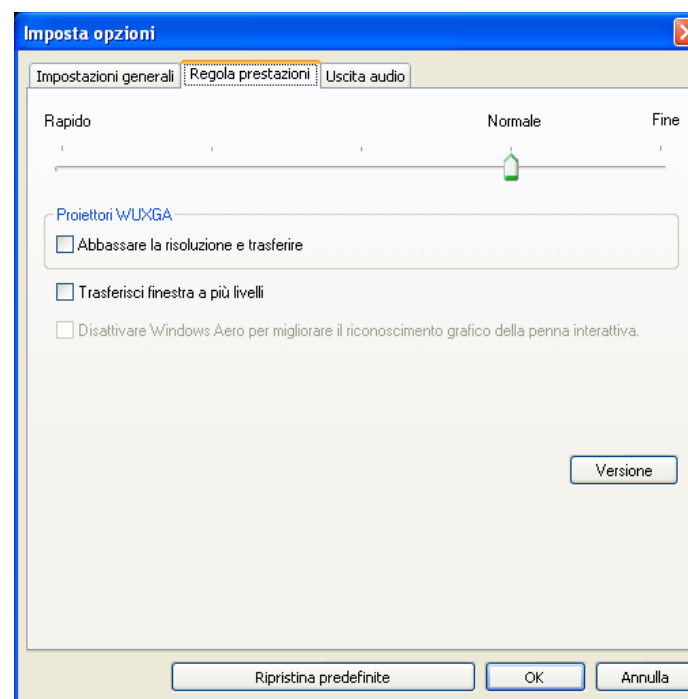 Imposta opzioni
Impostazioni generali Regola prestazioni Uscita audio
Rapido Normale Fine
Proiettori WUXGA
Abbassare la risoluzione e trasferire
Trasferisci finestra a più livelli
Disattivare Windows Aero per migliorare il riconoscimento grafico della penna interattiva.
Versione
Ripristina predefinite OK Annulla